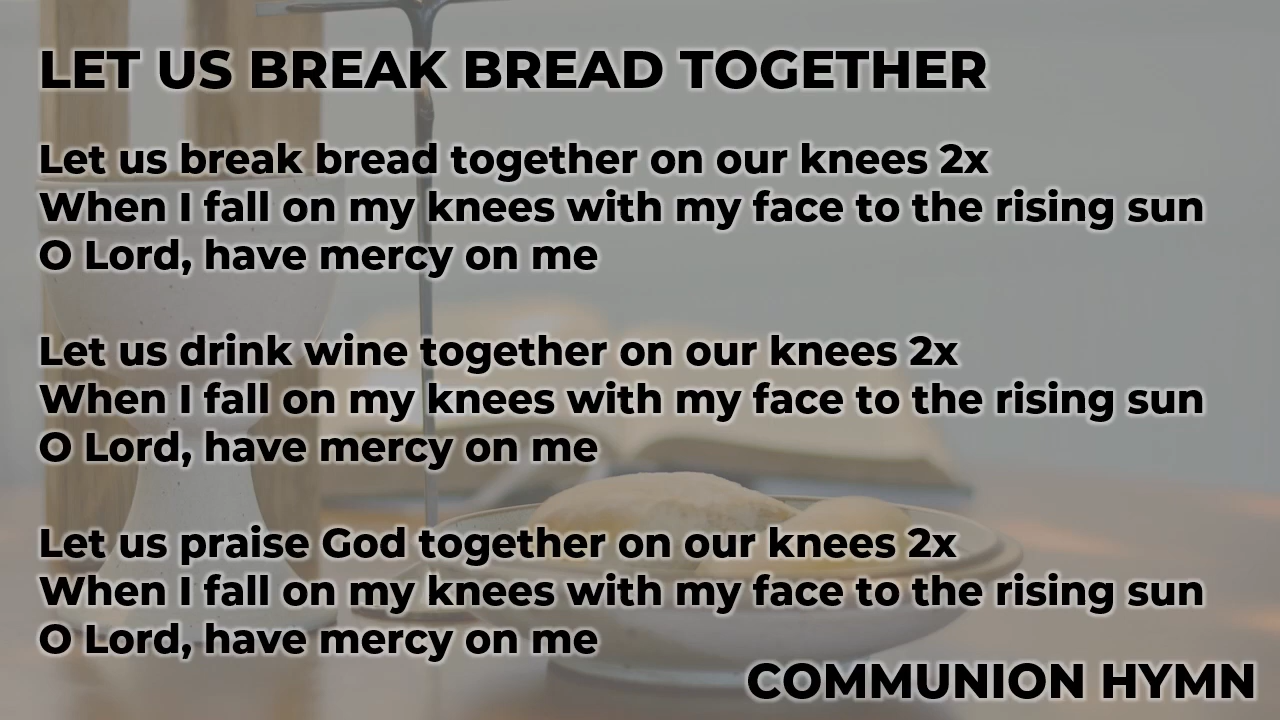 LET US BREAK BREAD TOGETHER
Let us break bread together on our knees 2x
When I fall on my knees with my face to the rising sun
O Lord, have mercy on me
Let us drink wine together on our knees 2x
When I fall on my knees with my face to the rising sun
O Lord, have mercy on me
Let us praise God together on our knees 2x
When I fall on my knees with my face to the rising sun
O Lord, have mercy on me
COMMUNION HYMN